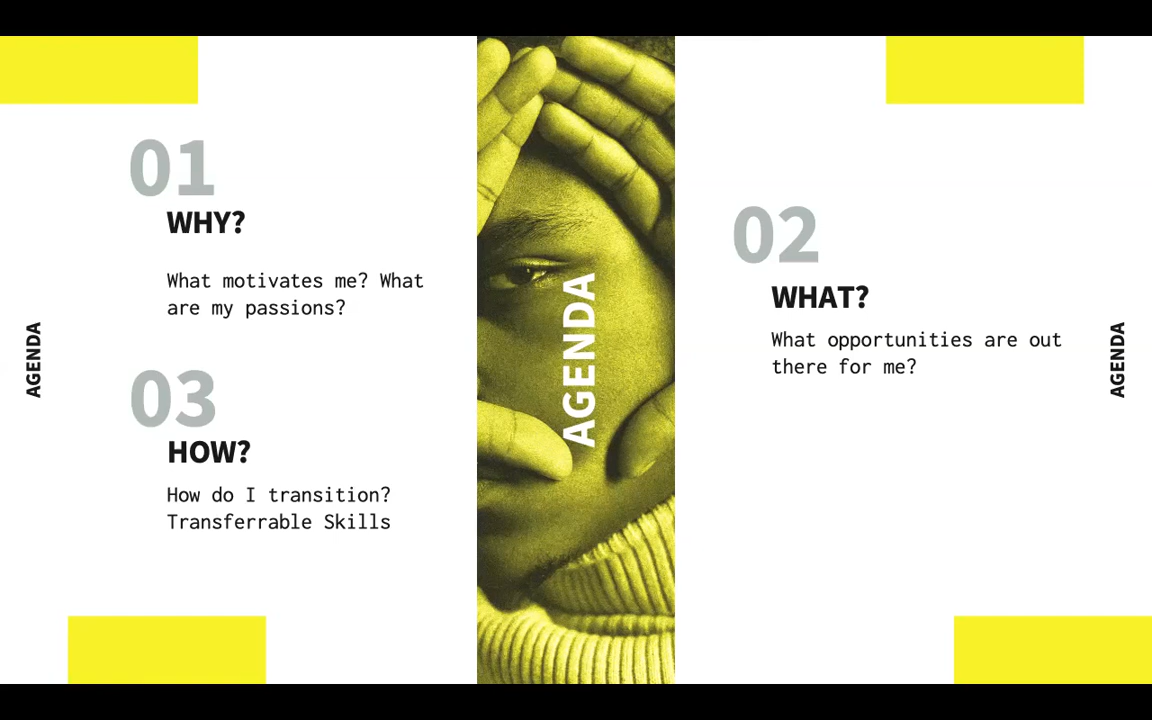 AGENDA
01
WHY?
What motivates me? What
are my passions?
03
HOW?
How do I transition?
Transferrable Skills
AGENDA
02
WHAT?
What opportunities are out
there for me?
AGENDA